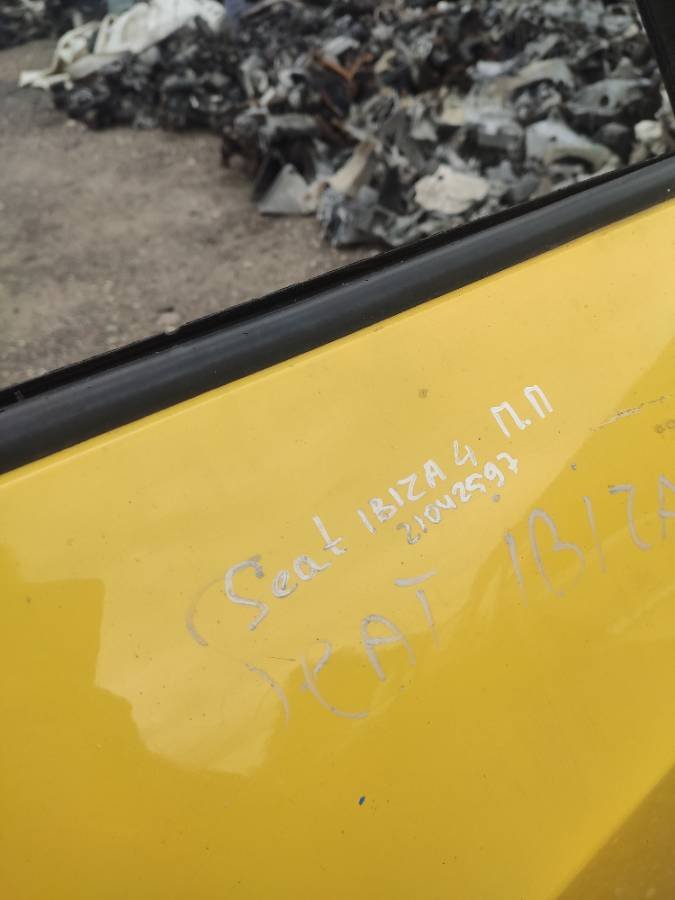 Seat IBIZA 4 П.П
21042597
SEAT IBIZA